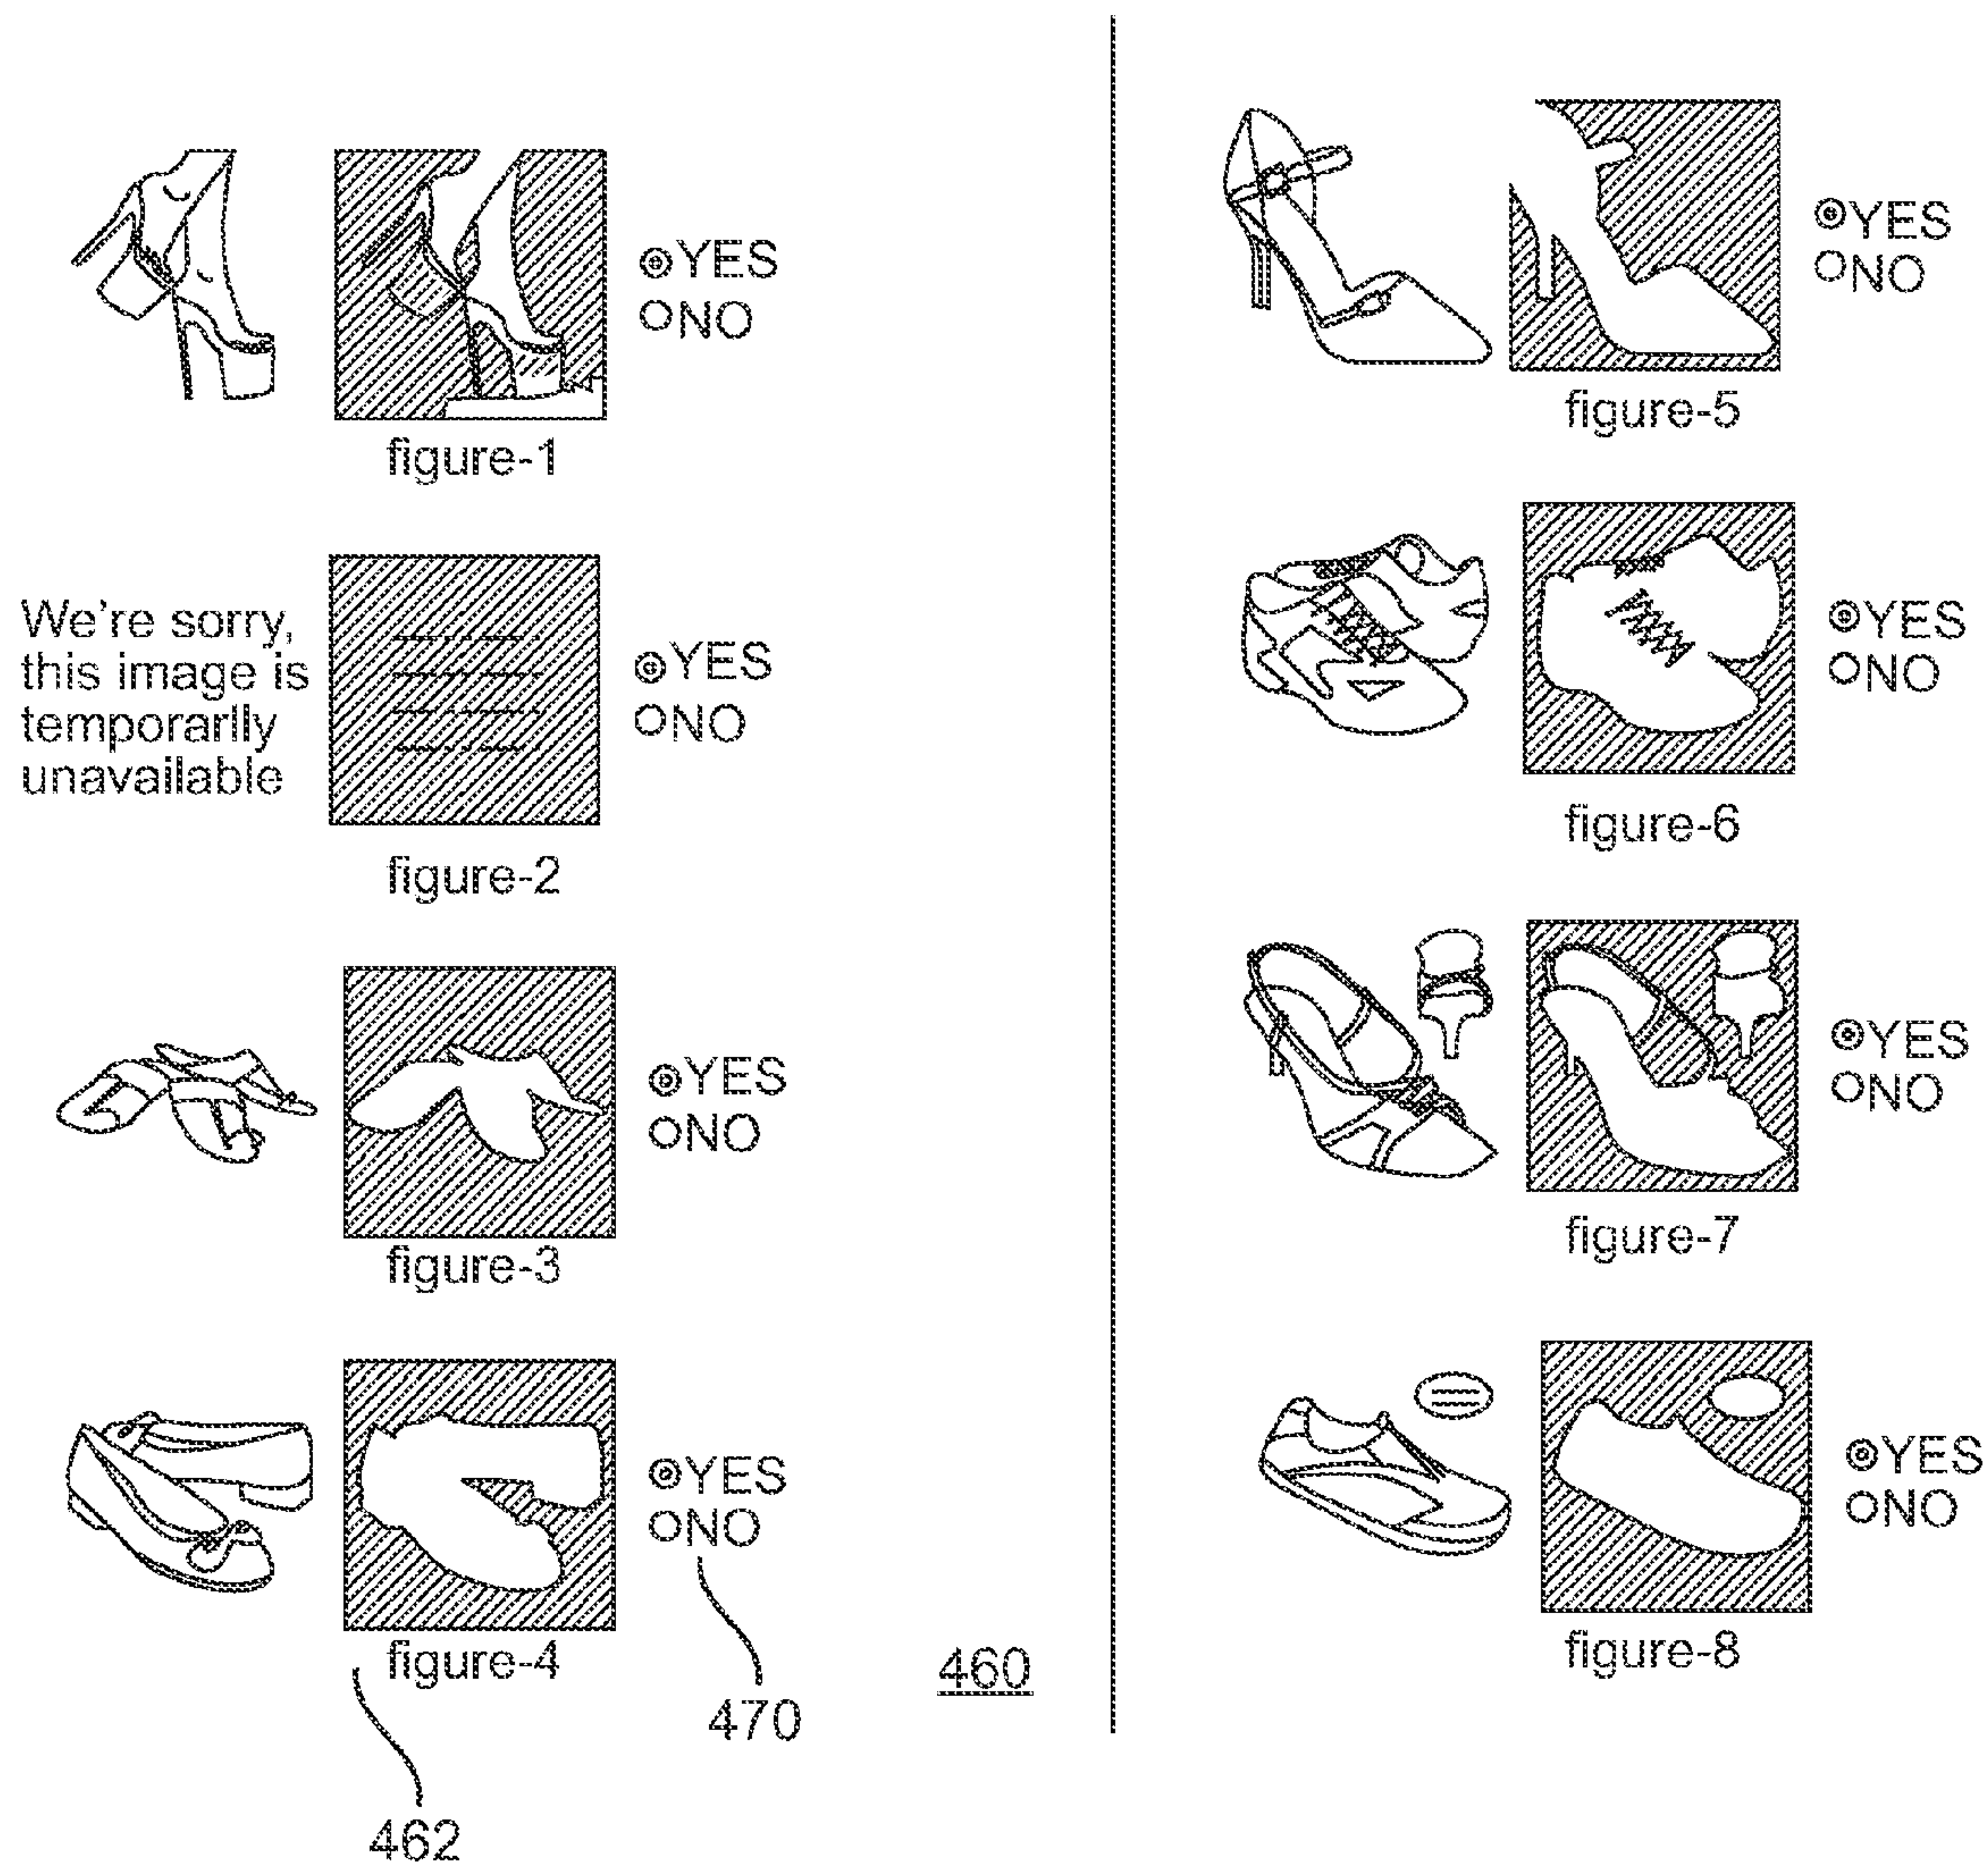 YES
NO
figure-1
We're sorry,
this image is
temporarlly
unavailable
YES
NO
figure-2
YES
NO
figure-3
YES
NO
figure-4
470
460
462
YES
NO
figure-5
YES
NO
figure-6
YES
NO
figure-7
YES
NO
figure-8